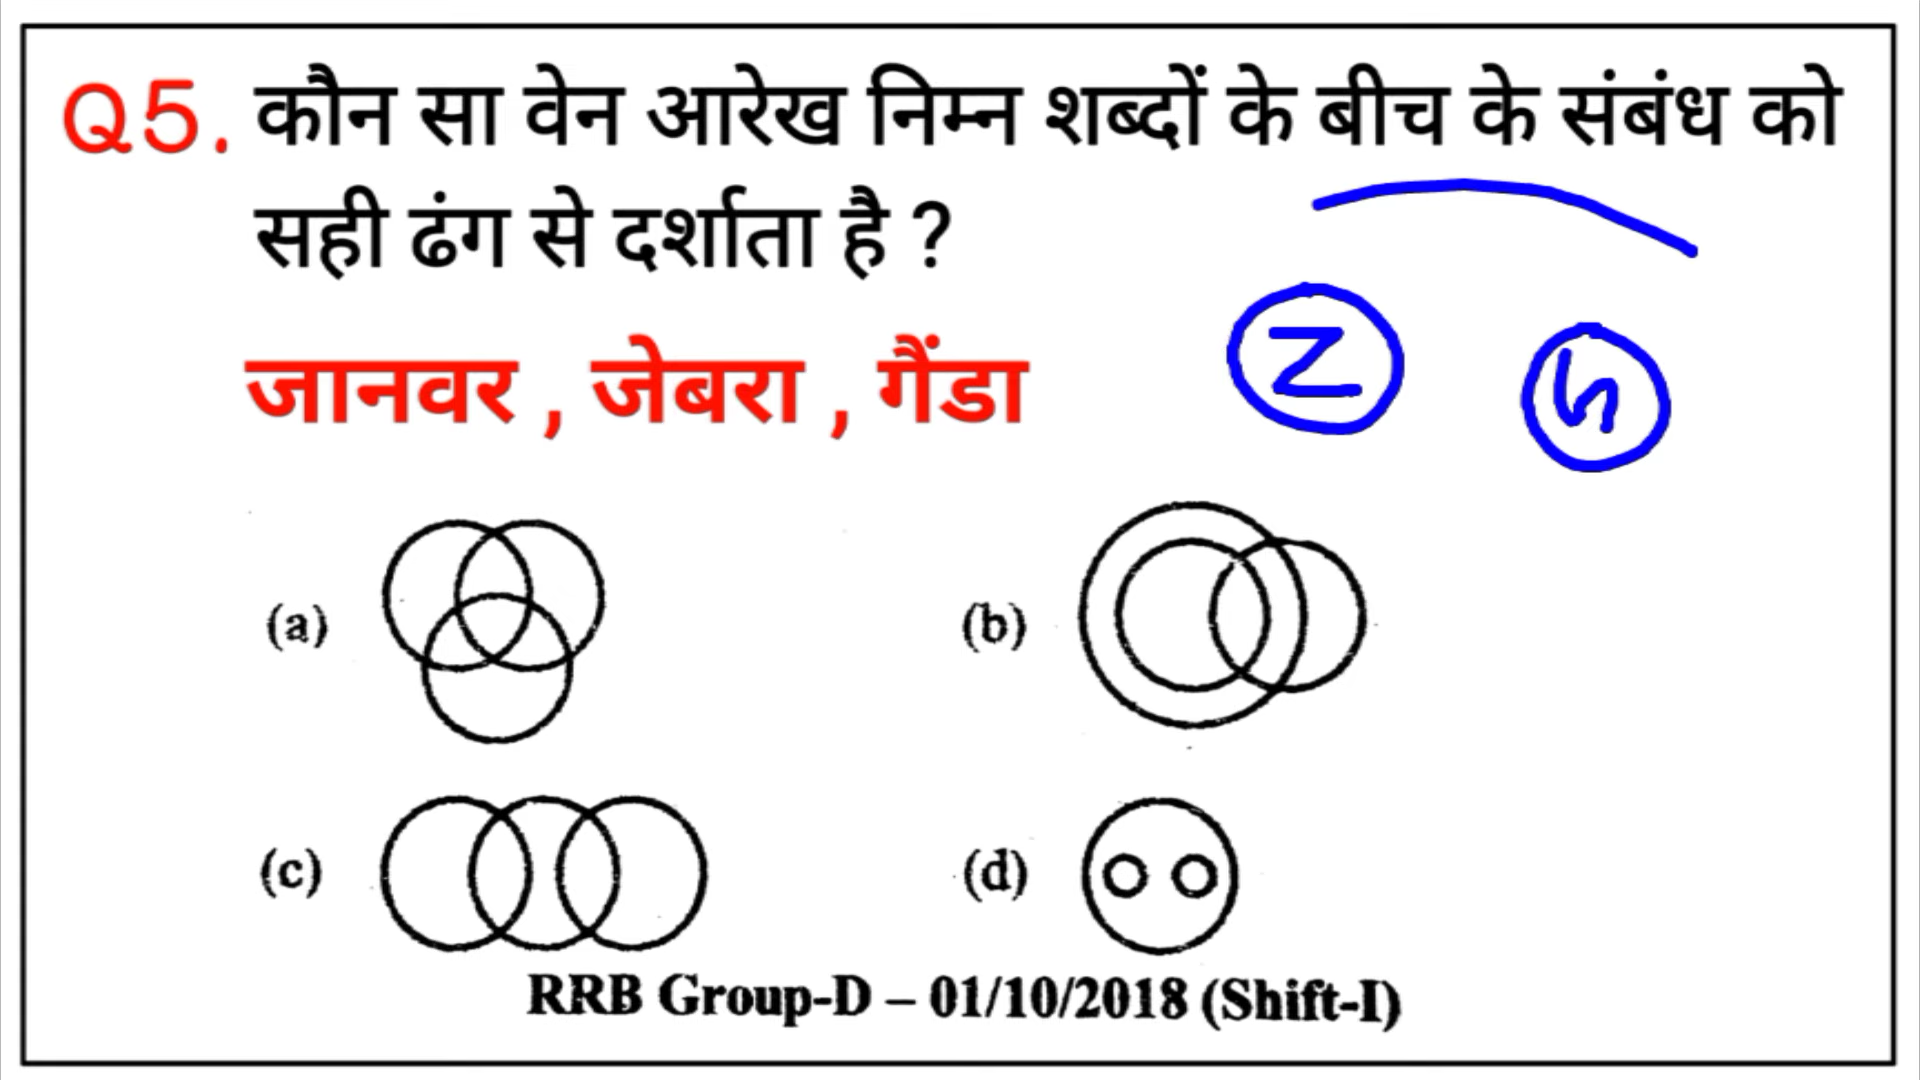 Q5. कौन सा वेन आरेख निम्न शब्दों के बीच के संबंध को
सही ढंग से दर्शाता है ?
जानवर , जेबरा , गैंडा
Z
(a)
(b)
(c)
(d)
RRB Group-D – 01/10/2018 (Shift-I)